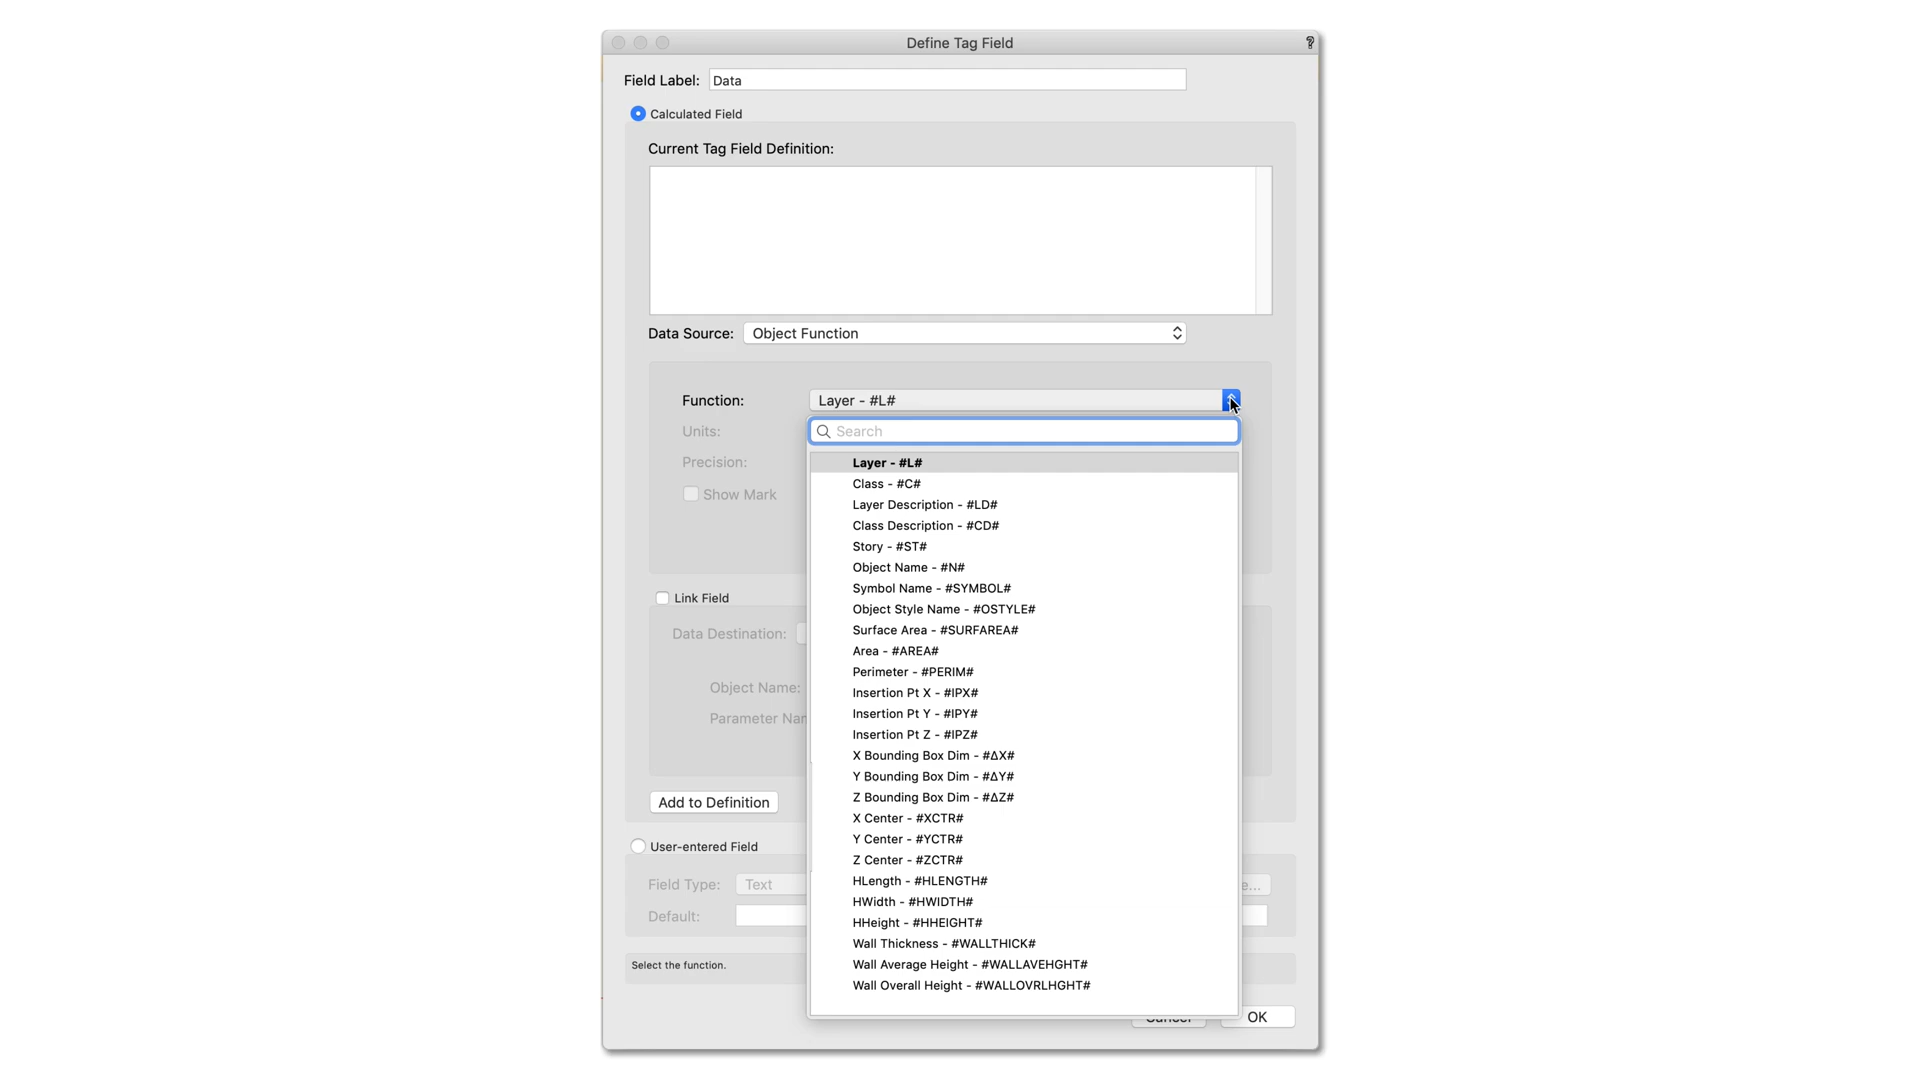 Define Tag Field
?
Field Label: Data
Calculated Field
Current Tag Field Definition:
Data Source: Object Function
Function: Layer - #L#
Units:
Search
Precision:
Show Mark
Layer - #L#
Class - #C#
Layer Description - #LD#
Class Description - #CD#
Story - #ST#
Object Name - #N#
Symbol Name - #SYMBOL#
Object Style Name - #OSTYLE#
Surface Area - #SURFAREA#
Area - #AREA#
Perimeter - #PERIM#
Insertion Pt X - #IPX#
Insertion Pt Y - #IPY#
Insertion Pt Z - #IPZ#
X Bounding Box Dim - #ΔX#
Y Bounding Box Dim - #ΔY#
Z Bounding Box Dim - #ΔZ#
X Center - #XCTR#
Y Center - #YCTR#
Z Center - #ZCTR#
HLength - #HLENGTH#
HWidth - #HWIDTH#
HHeight - #HHEIGHT#
Wall Thickness - #WALLTHICK#
Wall Average Height - #WALLAVEHGHT#
Wall Overall Height - #WALLOVRLHGHT#
Link Field
Data Destination:
Object Name:
Parameter Nam
Add to Definition
User-entered Field
Field Type: Text
e...
Default:
Select the function.
Cancel
OK